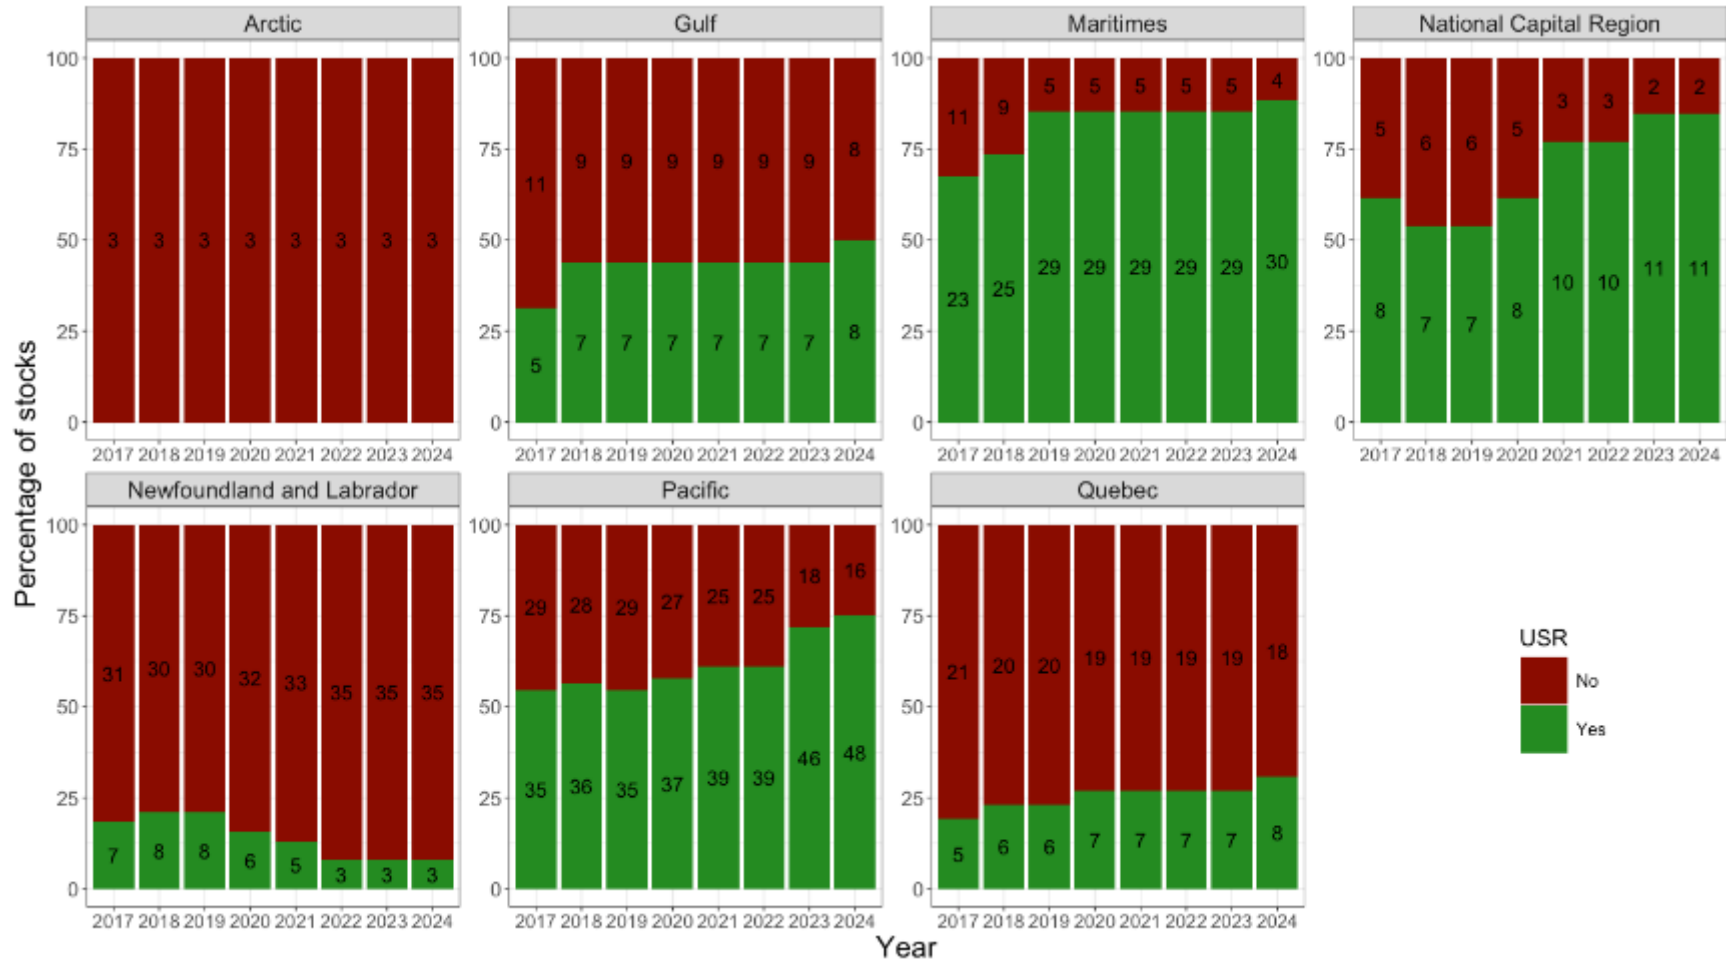 Arctic
Gulf
Maritimes
National Capital Region
Percentage of stocks
100
75
50
25
0
3 3 3 3 3 3 3 3
2017 2018 2019 2020 2021 2022 2023 2024
100
75
50
25
0
11 9 9 9 9 9 9 8
5 7 7 7 7 7 7 8
2017 2018 2019 2020 2021 2022 2023 2024
100
75
50
25
0
11 9 5 5 5 5 5 4
23 25 29 29 29 29 29 30
2017 2018 2019 2020 2021 2022 2023 2024
100
75
50
25
0
5 6 6 5 3 3 2 2
8 7 7 8 10 10 11 11
2017 2018 2019 2020 2021 2022 2023 2024
Newfoundland and Labrador
Pacific
Quebec
100
75
50
25
0
31 30 30 32 33 35 35 35
7 8 8 6 5 3 3 3
2017 2018 2019 2020 2021 2022 2023 2024
100
75
50
25
0
29 28 29 27 25 25 18 16
35 36 35 37 39 39 46 48
2017 2018 2019 2020 2021 2022 2023 2024
100
75
50
25
0
21 20 20 19 19 19 19 18
5 6 6 7 7 7 7 8
2017 2018 2019 2020 2021 2022 2023 2024
USR
No
Yes
Year